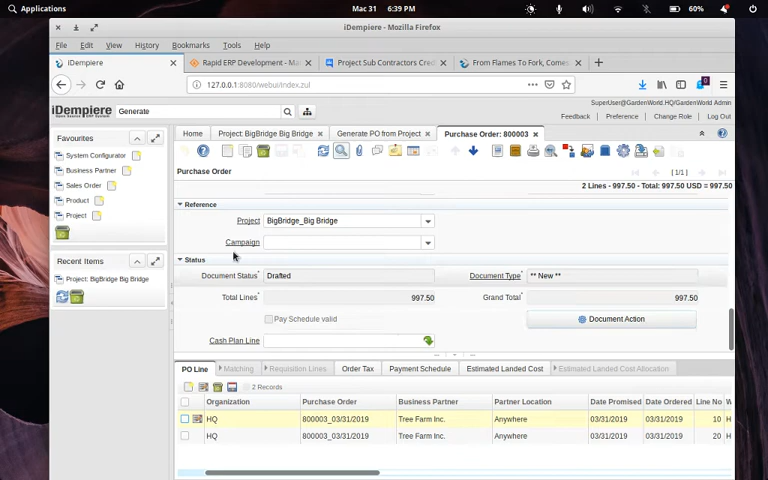 Applications
Mac 31 6:39 PM
60%
iDempiere - Mozilla Firefox
File Edit View History Bookmarks Tools Help
iDempiere
Rapid ERP Development - Ma
Project Sub Contractors Cred
From Flames To Fork, Comes
127.0.0.1:8080/webui/index.zul
0
iDempiere
Generate
SuperUser@GardenWorld.HQ/GardenWorld Admin
Feedback Preference Change Role Log Out
Favourites
System Configurator
Business Partner
Sales Order
Product
Project
Recent Items
Project: BigBridge Big Bridge
Home
Project: BigBridge Big Bridge
Generate PO from Project
Purchase Order: 800003
Purchase Order
[1/1]
2 Lines - 997.50 - Total: 997.50 USD = 997.50
Reference
Project BigBridge_Big Bridge
Campaign
Status
Document Status* Drafted Document Type* ** New **
Total Lines* 997.50 Grand Total* 997.50
Pay Schedule valid Document Action
Cash Plan Line
PO Line Matching Requisition Lines Order Tax Payment Schedule Estimated Landed Cost Estimated Landed Cost Allocation
2 Records
Organization Purchase Order Business Partner Partner Location Date Promised Date Ordered Line No W
HQ 800003_03/31/2019 Tree Farm Inc. Anywhere 03/31/2019 03/31/2019 10 H
HQ 800003_03/31/2019 Tree Farm Inc. Anywhere 03/31/2019 03/31/2019 20 H